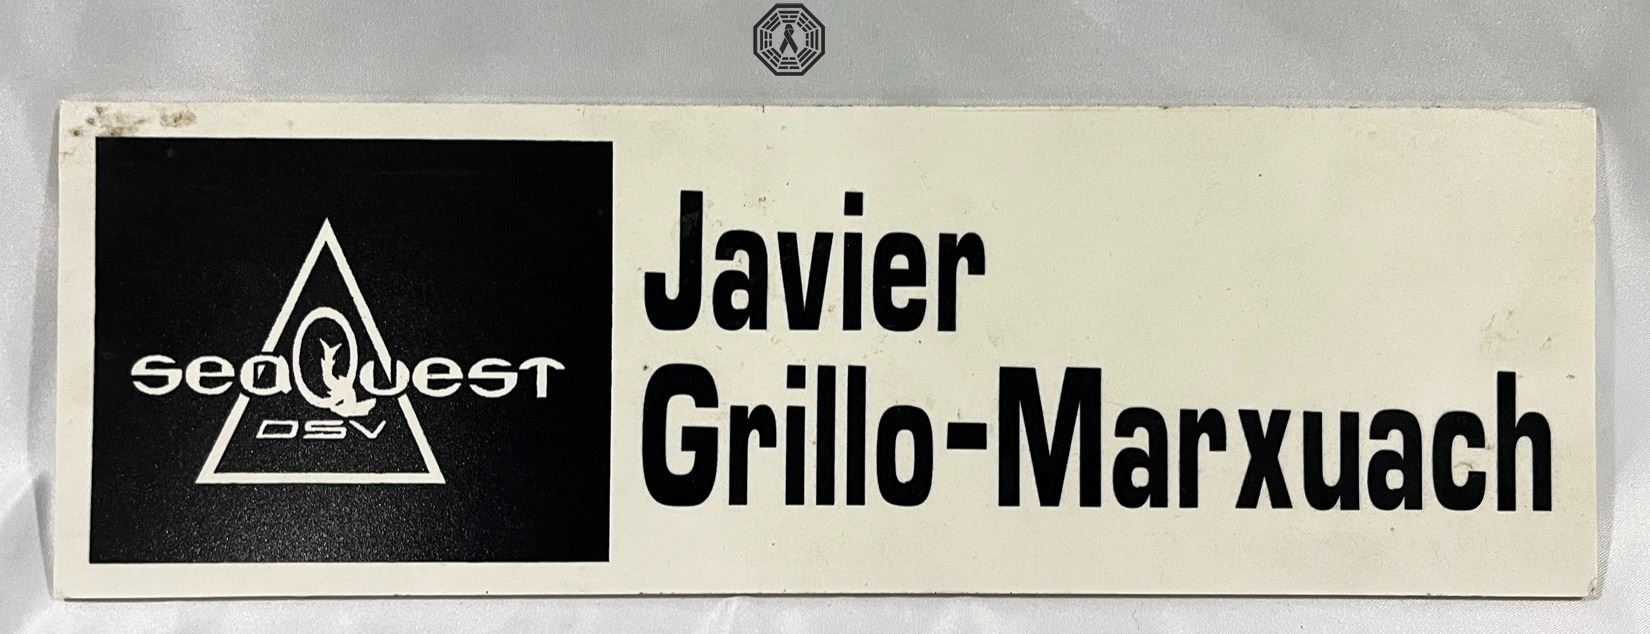 seaQuest
DSV
Javier
Grillo-Marxuach